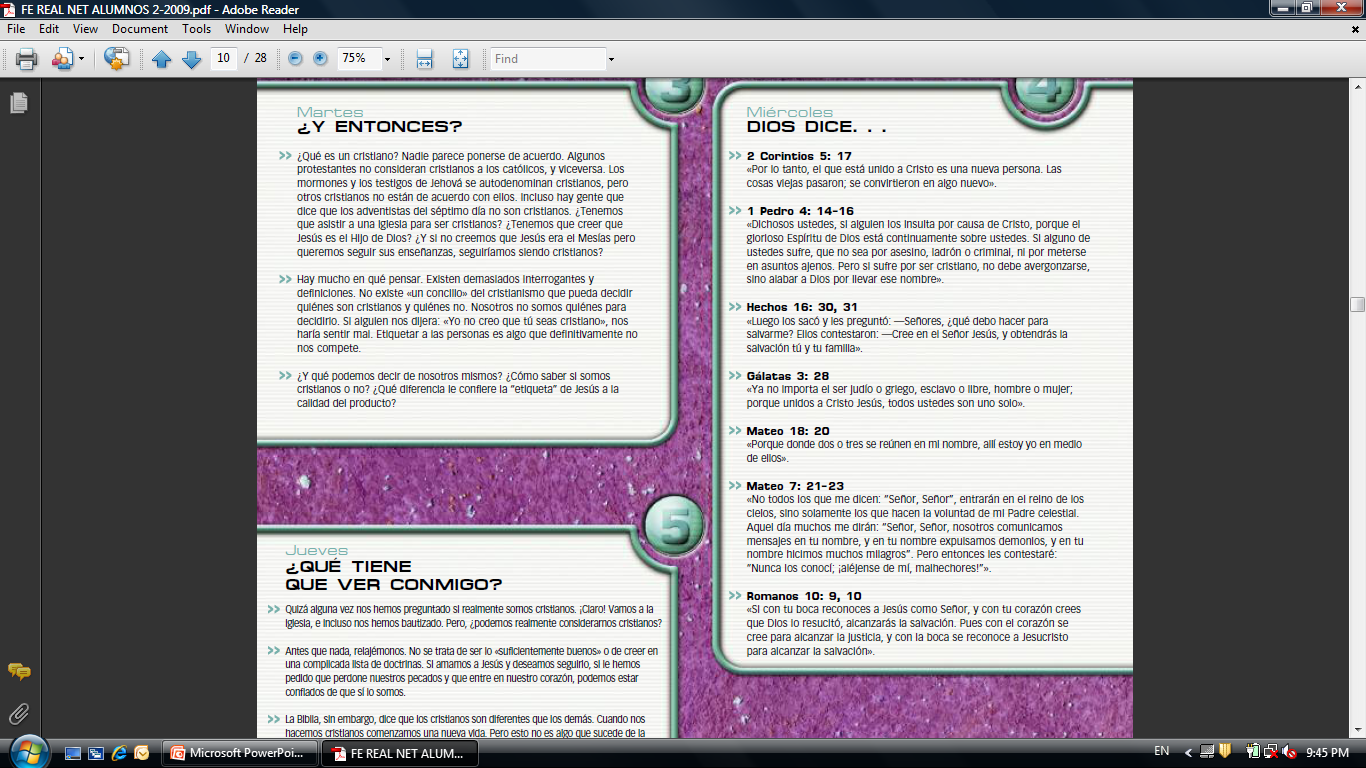 FE REAL NET ALUMNOS 2-2009.pdf - Adobe Reader
File Edit View Document Tools Window Help
10 / 28 75% Find
3
Martes
¿Y ENTONCES?
>> ¿Qué es un cristiano? Nadie parece ponerse de acuerdo. Algunos
protestantes no consideran cristianos a los católicos, y viceversa. Los
mormones y los testigos de Jehová se autodenominan cristianos, pero
otros cristianos no están de acuerdo con ellos. Incluso hay gente que
dice que los adventistas del séptimo día no son cristianos. ¿Tenemos
que asistir a una iglesia para ser cristianos? ¿Tenemos que creer que
Jesús es el Hijo de Dios? ¿Y si no creemos que Jesús era el Mesías pero
queremos seguir sus enseñanzas, seguiríamos siendo cristianos?
>> Hay mucho en qué pensar. Existen demasiados interrogantes y
definiciones. No existe «un concilio» del cristianismo que pueda decidir
quiénes son cristianos y quiénes no. Nosotros no somos quiénes para
decidirlo. Si alguien nos dijera: «Yo no creo que tú seas cristiano», nos
haría sentir mal. Etiquetar a las personas es algo que definitivamente no
nos compete.
>> ¿Y qué podemos decir de nosotros mismos? ¿Cómo saber si somos
cristianos o no? ¿Qué diferencia le confiere la "etiqueta" de Jesús a la
calidad del producto?
4
Miércoles
DIOS DICE. . .
>> 2 Corintios 5: 17
«Por lo tanto, el que está unido a Cristo es una nueva persona. Las
cosas viejas pasaron; se convirtieron en algo nuevo».
>> 1 Pedro 4: 14-16
«Dichosos ustedes, si alguien los insulta por causa de Cristo, porque el
glorioso Espíritu de Dios está continuamente sobre ustedes. Si alguno de
ustedes sufre, que no sea por asesino, ladrón o criminal, ni por meterse
en asuntos ajenos. Pero si sufre por ser cristiano, no debe avergonzarse,
sino alabar a Dios por llevar ese nombre».
>> Hechos 16: 30, 31
«Luego los sacó y les preguntó: —Señores, ¿qué debo hacer para
salvarme? Ellos contestaron: —Cree en el Señor Jesús, y obtendrás la
salvación tú y tu familia».
>> Gálatas 3: 28
«Ya no importa el ser judío o griego, esclavo o libre, hombre o mujer;
porque unidos a Cristo Jesús, todos ustedes son uno solo».
>> Mateo 18: 20
«Porque donde dos o tres se reúnen en mi nombre, allí estoy yo en medio
de ellos».
>> Mateo 7: 21-23
«No todos los que me dicen: "Señor, Señor", entrarán en el reino de los
cielos, sino solamente los que hacen la voluntad de mi Padre celestial.
Aquel día muchos me dirán: "Señor, Señor, nosotros comunicamos
mensajes en tu nombre, y en tu nombre expulsamos demonios, y en tu
nombre hicimos muchos milagros". Pero entonces les contestaré:
"Nunca los conocí; ¡aléjense de mí, malhechores!"».
>> Romanos 10: 9, 10
«Si con tu boca reconoces a Jesús como Señor, y con tu corazón crees
que Dios lo resucitó, alcanzarás la salvación. Pues con el corazón se
cree para alcanzar la justicia, y con la boca se reconoce a Jesucristo
para alcanzar la salvación».
5
Jueves
¿QUÉ TIENE
QUE VER CONMIGO?
>> Quizá alguna vez nos hemos preguntado si realmente somos cristianos. ¡Claro! Vamos a la
iglesia, e incluso nos hemos bautizado. Pero, ¿podemos realmente considerarnos cristianos?
>> Antes que nada, relajémonos. No se trata de ser lo «suficientemente buenos» o de creer en
una complicada lista de doctrinas. Si amamos a Jesús y deseamos seguirlo, si le hemos
pedido que perdone nuestros pecados y que entre en nuestro corazón, podemos estar
confiados de que sí lo somos.
>> La Biblia, sin embargo, dice que los cristianos son diferentes que los demás. Cuando nos
hacemos cristianos comenzamos una nueva vida. Pero esto no es algo que sucede de la
Microsoft PowerPoi... FE REAL NET ALUM... EN 9:45 PM